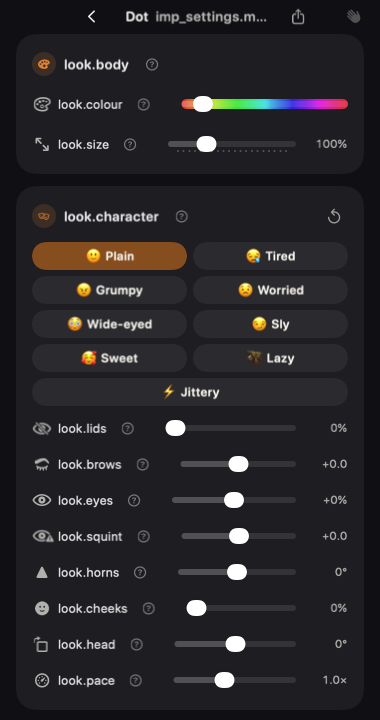 Dot imp_settings.m...
look.body
look.colour
look.size 100%
look.character
Plain Tired
Grumpy Worried
Wide-eyed Sly
Sweet Lazy
Jittery
look.lids 0%
look.brows +0.0
look.eyes +0%
look.squint +0.0
look.horns 0°
look.cheeks 0%
look.head 0°
look.pace 1.0×